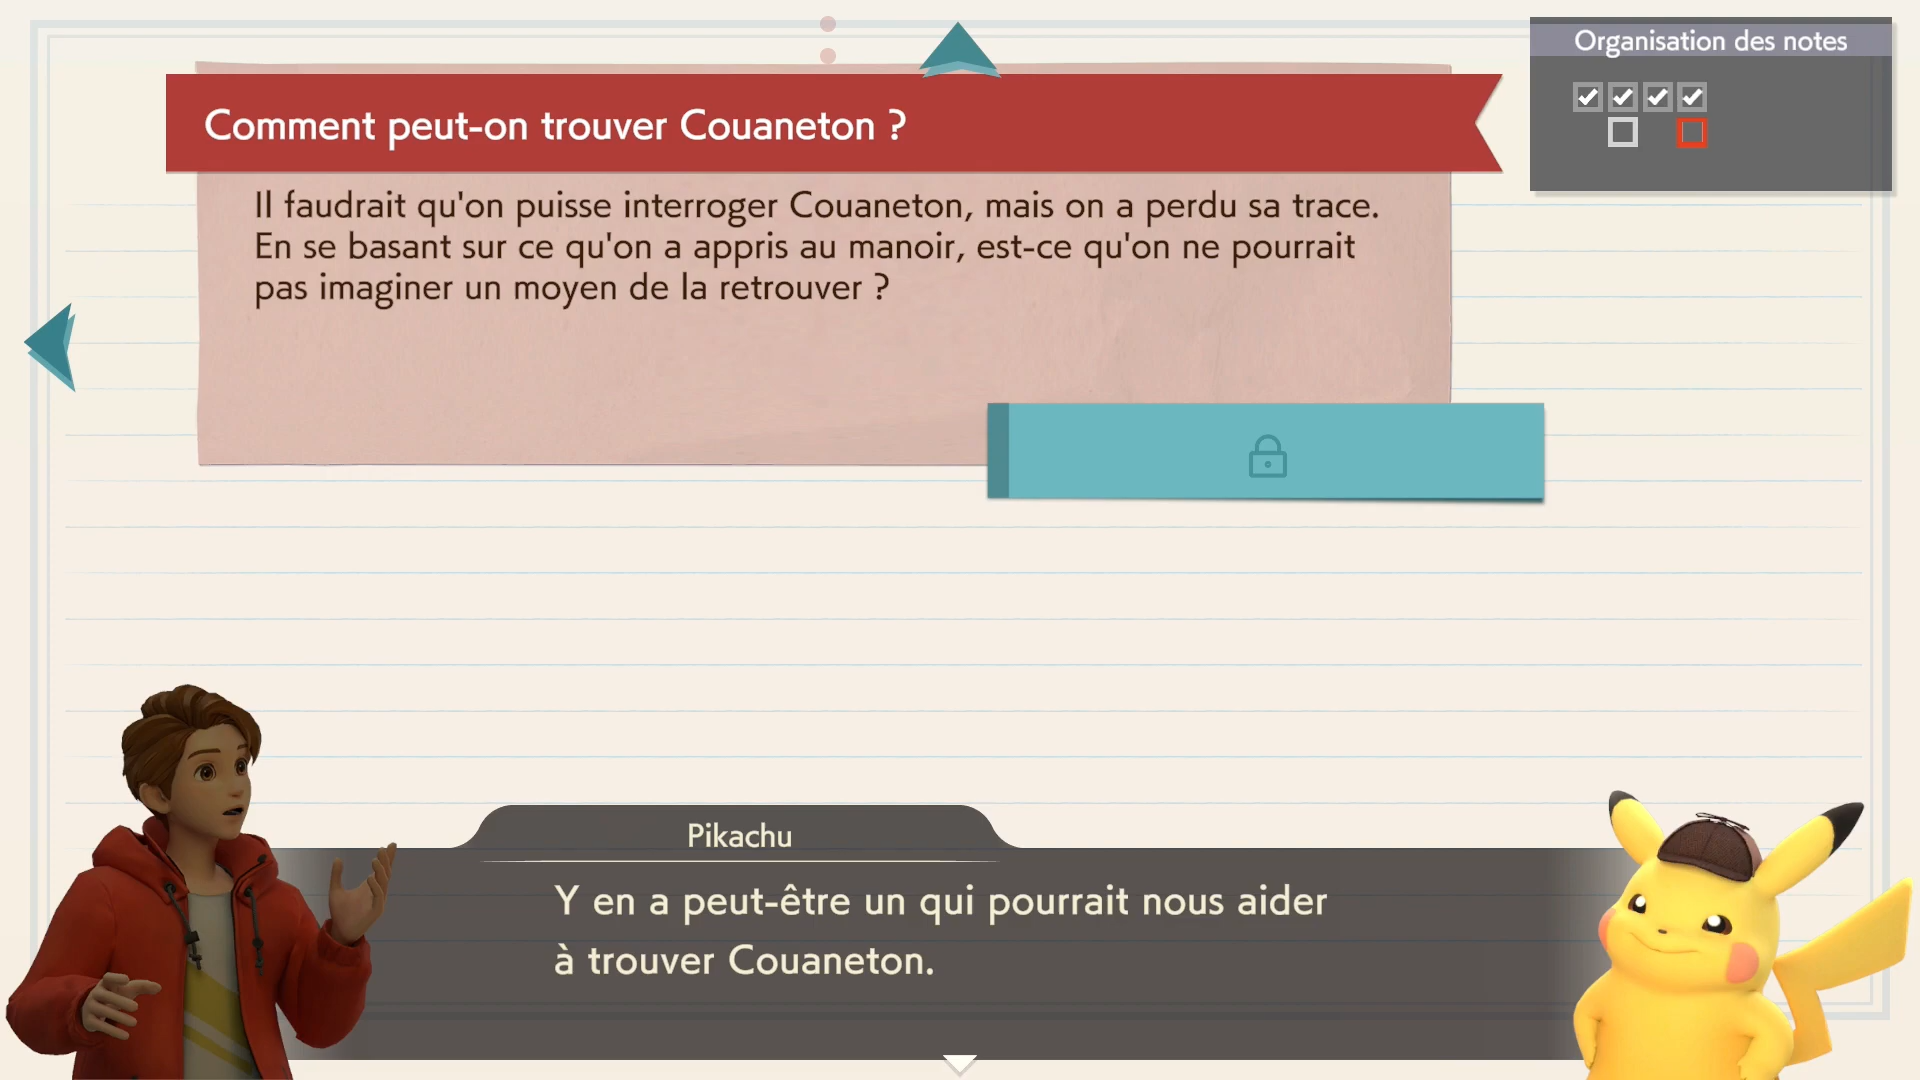 Organisation des notes
Comment peut-on trouver Couaneton ?
Il faudrait qu'on puisse interroger Couaneton, mais on a perdu sa trace.
En se basant sur ce qu'on a appris au manoir, est-ce qu'on ne pourrait
pas imaginer un moyen de la retrouver ?
Pikachu
Y en a peut-être un qui pourrait nous aider
à trouver Couaneton.